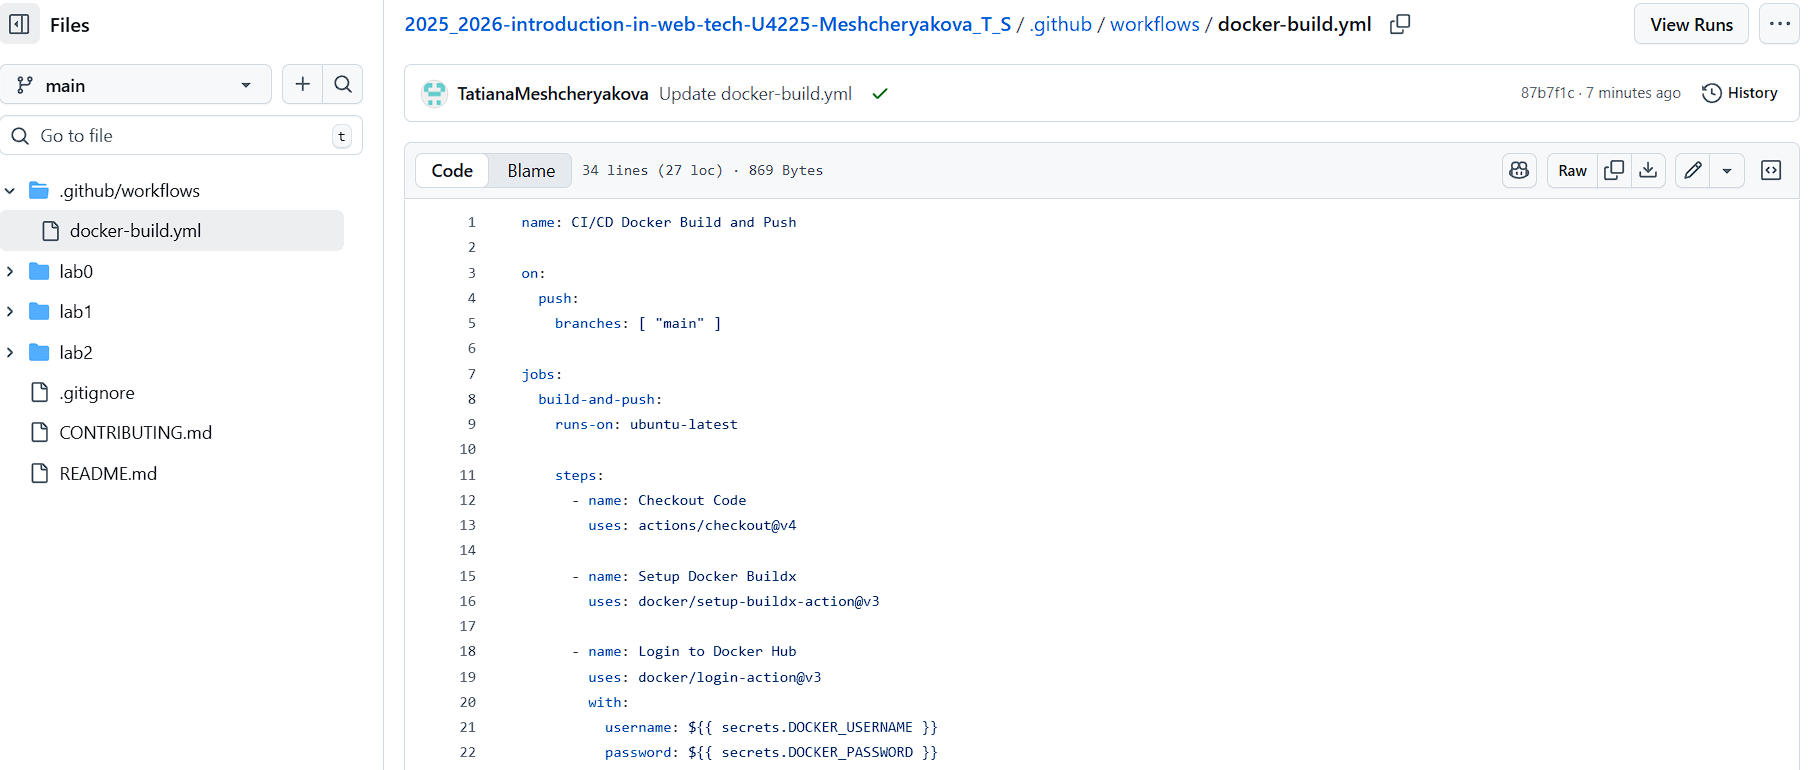 Files
main
Go to file
t
.github/workflows
docker-build.yml
lab0
lab1
lab2
.gitignore
CONTRIBUTING.md
README.md
2025_2026-introduction-in-web-tech-U4225-Meshcheryakova_T_S / .github / workflows / docker-build.yml
View Runs
TatianaMeshcheryakova Update docker-build.yml
87b7f1c · 7 minutes ago
History
Code
Blame
34 lines (27 loc) · 869 Bytes
Raw
1 name: CI/CD Docker Build and Push
2
3 on:
4 push:
5 branches: [ "main" ]
6
7 jobs:
8 build-and-push:
9 runs-on: ubuntu-latest
10
11 steps:
12 - name: Checkout Code
13 uses: actions/checkout@v4
14
15 - name: Setup Docker Buildx
16 uses: docker/setup-buildx-action@v3
17
18 - name: Login to Docker Hub
19 uses: docker/login-action@v3
20 with:
21 username: ${{ secrets.DOCKER_USERNAME }}
22 password: ${{ secrets.DOCKER_PASSWORD }}